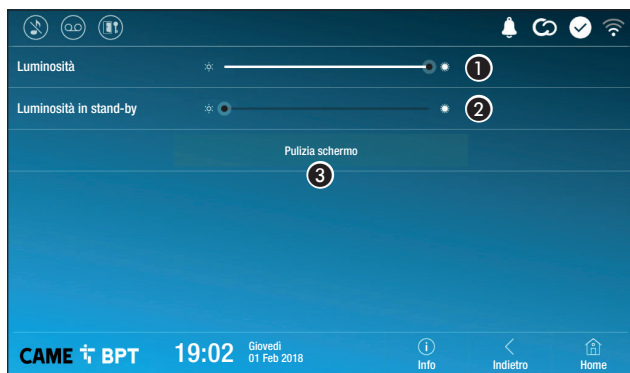 Luminosità
1
Luminosità in stand-by
2
Pulizia schermo
3
CAME BPT
19:02
Giovedì
01 Feb 2018
Info
Indietro
Home